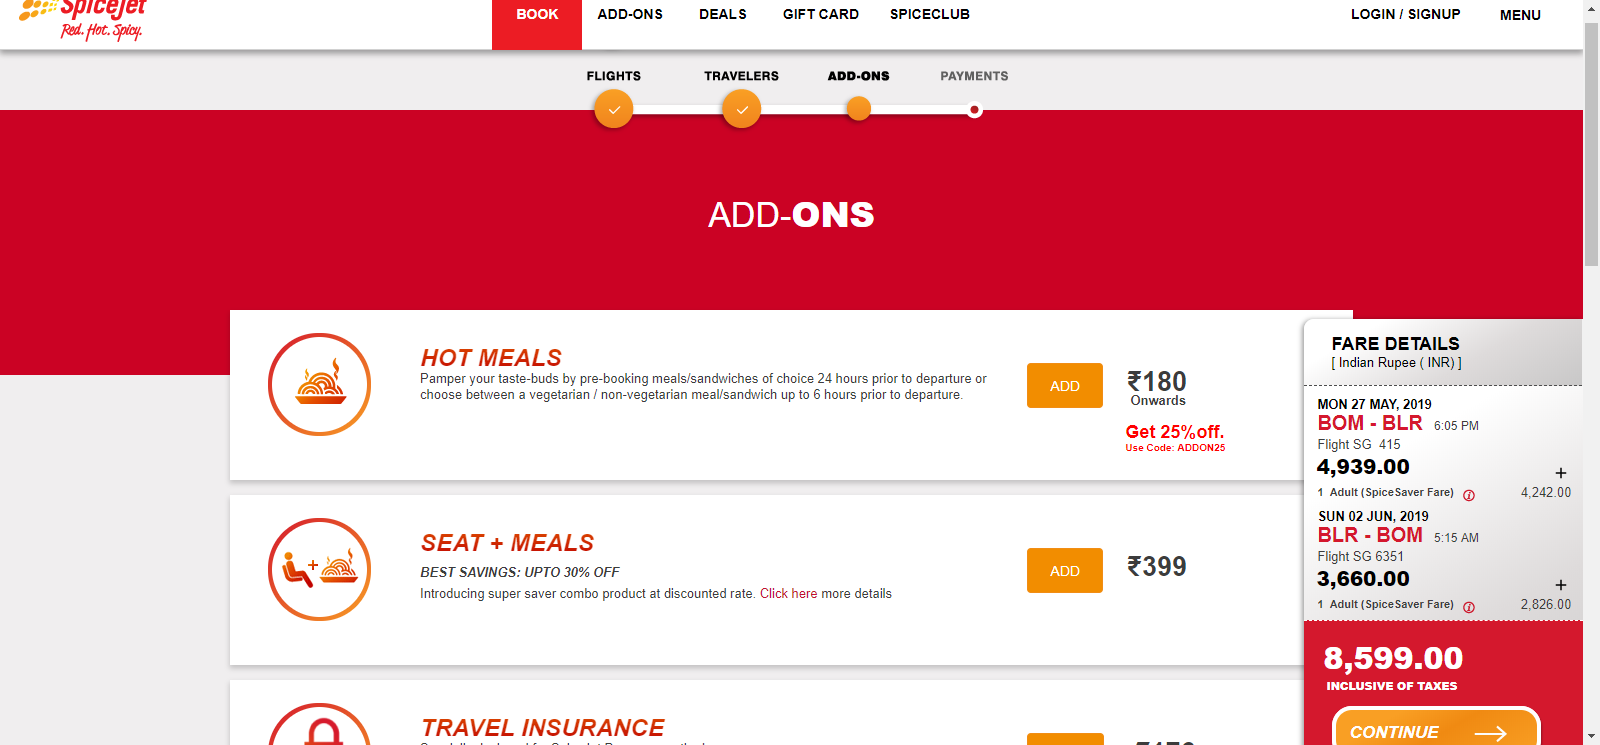 SpiceJet
Red. Hot. Spicy.
BOOK
ADD-ONS
DEALS
GIFT CARD
SPICECLUB
LOGIN / SIGNUP
MENU
FLIGHTS
TRAVELERS
ADD-ONS
PAYMENTS
ADD-ONS
HOT MEALS
Pamper your taste-buds by pre-booking meals/sandwiches of choice 24 hours prior to departure or
choose between a vegetarian / non-vegetarian meal/sandwich up to 6 hours prior to departure.
ADD
₹180
Onwards
Get 25%off.
Use Code: ADDON25
SEAT + MEALS
BEST SAVINGS: UPTO 30% OFF
Introducing super saver combo product at discounted rate. Click here more details
ADD
₹399
TRAVEL INSURANCE
FARE DETAILS
[ Indian Rupee ( INR) ]
MON 27 MAY, 2019
BOM - BLR 6:05 PM
Flight SG 415
4,939.00 +
1 Adult (SpiceSaver Fare) 4,242.00
SUN 02 JUN, 2019
BLR - BOM 5:15 AM
Flight SG 6351
3,660.00 +
1 Adult (SpiceSaver Fare) 2,826.00
8,599.00
INCLUSIVE OF TAXES
CONTINUE